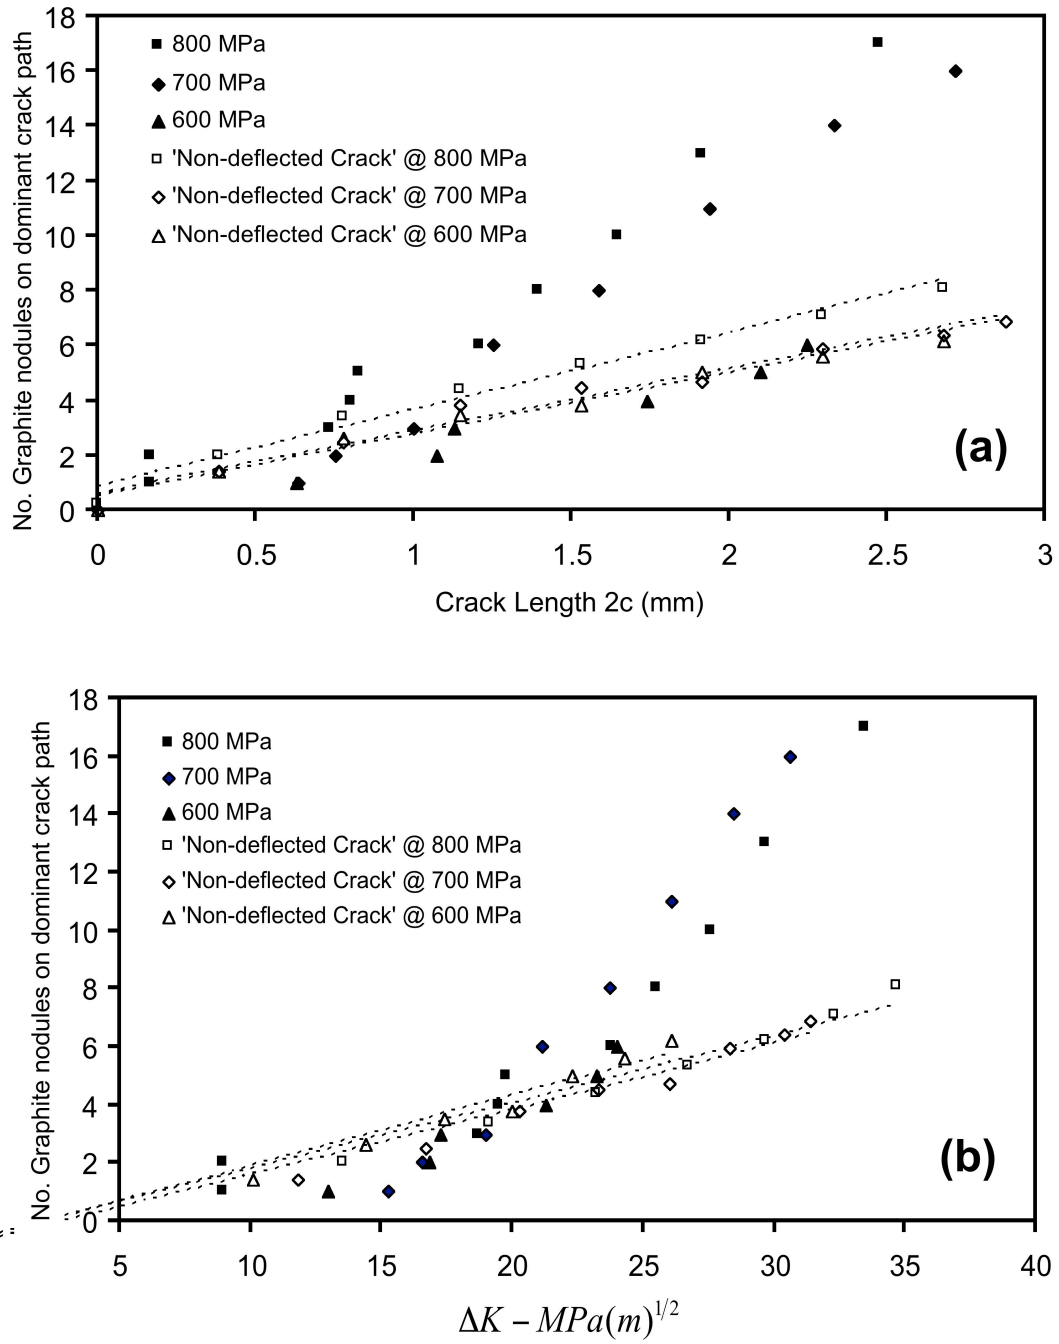 No. Graphite nodules on dominant crack path
18
16
14
12
10
8
6
4
2
0
800 MPa
700 MPa
600 MPa
'Non-deflected Crack' @ 800 MPa
'Non-deflected Crack' @ 700 MPa
'Non-deflected Crack' @ 600 MPa
(a)
0 0.5 1 1.5 2 2.5 3
Crack Length 2c (mm)
No. Graphite nodules on dominant crack path
18
16
14
12
10
8
6
4
2
0
800 MPa
700 MPa
600 MPa
'Non-deflected Crack' @ 800 MPa
'Non-deflected Crack' @ 700 MPa
'Non-deflected Crack' @ 600 MPa
(b)
5 10 15 20 25 30 35 40
ΔK – MPa(m)^{1/2}